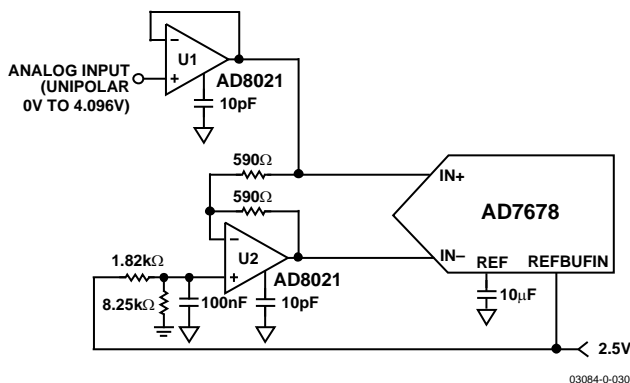 U1
AD8021
ANALOG INPUT
(UNIPOLAR
0V TO 4.096V)
10pF
590Ω
590Ω
IN+
AD7678
U2
AD8021
IN–
REF
REFBUFIN
1.82kΩ
8.25kΩ
100nF
10pF
10µF
2.5V
03084-0-030
–
+
–
+